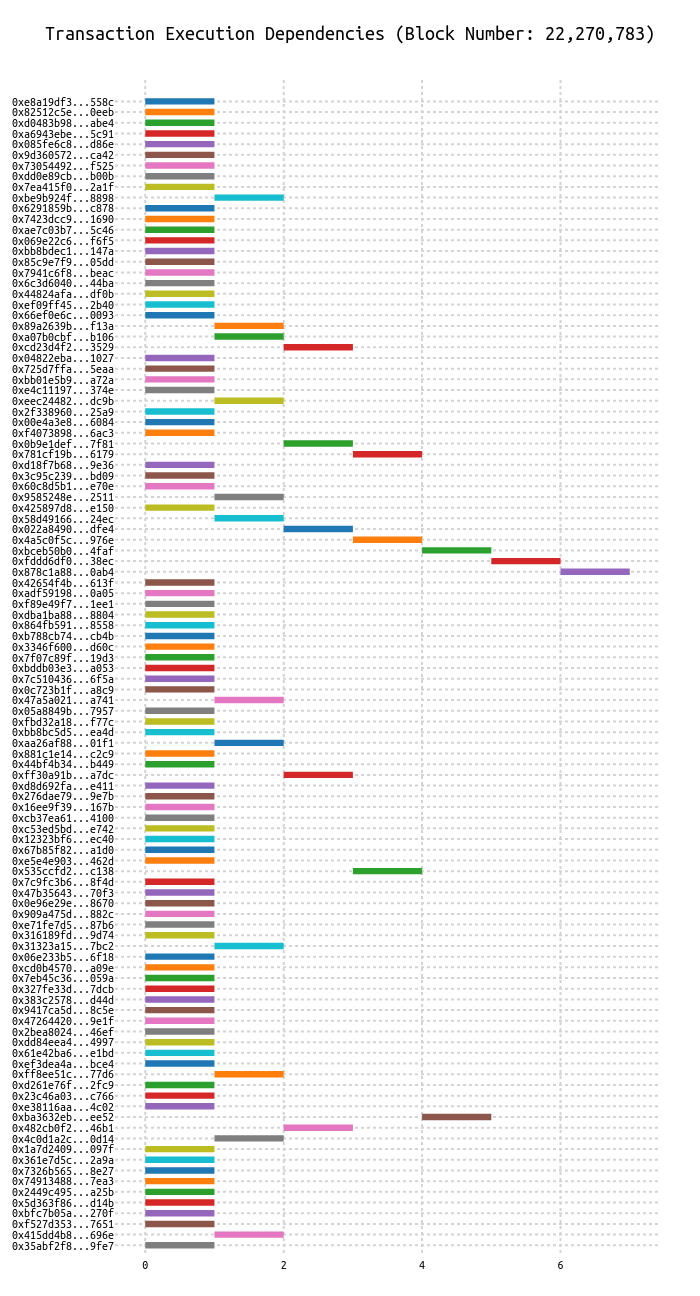 Transaction Execution Dependencies (Block Number: 22,270,783)
0xe8a19df3...558c
0x82512c5e...0eeb
0xd0483b98...abe4
0xa6943ebe...5c91
0x085fe6c8...d86e
0x9d360572...ca42
0x73054492...f525
0xdd0e89cb...b00b
0x7ea415f0...2a1f
0xbe9b924f...8898
0x6291859b...c878
0x7423dcc9...1690
0xae7c03b7...5c46
0x069e22c6...f6f5
0xbb8bdec1...147a
0x85c9e7f9...05dd
0x7941c6f8...beac
0x6c3d6040...44ba
0x44824afa...df0b
0xef09ff45...2b40
0x66ef0e6c...0093
0x89a2639b...f13a
0xa07b0cbf...b106
0xcd23d4f2...3529
0x04822eba...1027
0x725d7ffa...5eaa
0xbb01e5b9...a72a
0xe4c11197...374e
0xeec24482...dc9b
0x2f338960...25a9
0x00e4a3e8...6084
0xf4073898...6ac3
0x0b9e1def...7f81
0x781cf19b...6179
0xd18f7b68...9e36
0x3c95c239...bd09
0x60c8d5b1...e70e
0x9585248e...2511
0x425897d8...e150
0x58d49166...24ec
0x022a8490...dfe4
0x4a5c0f5c...976e
0xbceb50b0...4faf
0xfddd6df0...38ec
0x878c1a88...0ab4
0x42654f4b...613f
0xadf59198...0a05
0xf89e49f7...1ee1
0xdba1ba88...8804
0x864fb591...8558
0xb788cb74...cb4b
0x3346f600...d60c
0x7f07c89f...19d3
0xbddb03e3...a053
0x7c510436...6f5a
0x0c723b1f...a8c9
0x47a5a021...a741
0x05a8849b...7957
0xfbd32a18...f77c
0xbb8bc5d5...ea4d
0xaa26af88...01f1
0x881c1e14...c2c9
0x44bf4b34...b449
0xff30a91b...a7dc
0xd8d692fa...e411
0x276dae79...9e7b
0x16ee9f39...167b
0xcb37ea61...4100
0xc53ed5bd...e742
0x12323bf6...ec40
0x67b85f82...a1d0
0xe5e4e903...462d
0x535ccfd2...c138
0x7c9fc3b6...8f4d
0x47b35643...70f3
0x0e96e29e...8670
0x909a475d...882c
0xe71fe7d5...87b6
0x316189fd...9d74
0x31323a15...7bc2
0x06e233b5...6f18
0xcd0b4570...a09e
0x7eb45c36...059a
0x327fe33d...7dcb
0x383c2578...d44d
0x9417ca5d...8c5e
0x47264420...9e1f
0x2bea8024...46ef
0xdd84eea4...4997
0x61e42ba6...e1bd
0xef3dea4a...bce4
0xff8ee51c...77d6
0xd261e76f...2fc9
0x23c46a03...c766
0xe38116aa...4c02
0xba3632eb...ee52
0x482cb0f2...46b1
0x4c0d1a2c...0d14
0x1a7d2409...097f
0x361e7d5c...2a9a
0x7326b565...8e27
0x74913488...7ea3
0x2449c495...a25b
0x5d363f86...d14b
0xbfc7b05a...270f
0xf527d353...7651
0x415dd4b8...696e
0x35abf2f8...9fe7
0 2 4 6